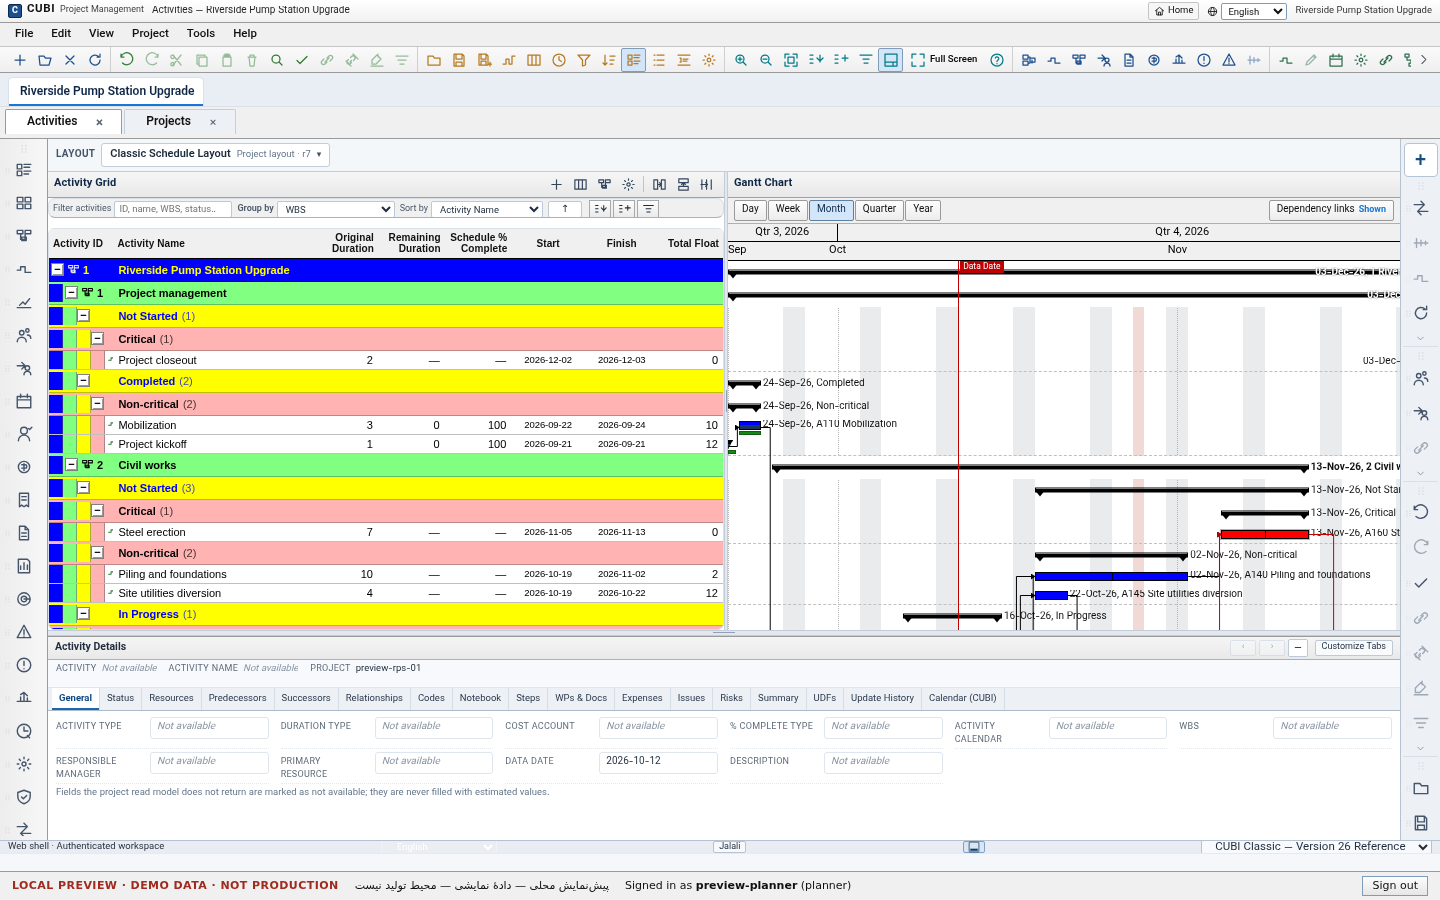 C CUBI Project Management Activities — Riverside Pump Station Upgrade Home English Riverside Pump Station Upgrade
File Edit View Project Tools Help
Full Screen
Riverside Pump Station Upgrade
Activities × Projects ×
LAYOUT Classic Schedule Layout Project layout · r7
Activity Grid
Filter activities ID, name, WBS, status.. Group by WBS Sort by Activity Name
Activity ID Activity Name Original Duration Remaining Duration Schedule % Complete Start Finish Total Float
1 Riverside Pump Station Upgrade
1 Project management
Not Started (1)
Critical (1)
Project closeout 2 — — 2026-12-02 2026-12-03 0
Completed (2)
Non-critical (2)
Mobilization 3 0 100 2026-09-22 2026-09-24 10
Project kickoff 1 0 100 2026-09-21 2026-09-21 12
2 Civil works
Not Started (3)
Critical (1)
Steel erection 7 — — 2026-11-05 2026-11-13 0
Non-critical (2)
Piling and foundations 10 — — 2026-10-19 2026-11-02 2
Site utilities diversion 4 — — 2026-10-19 2026-10-22 12
In Progress (1)
Gantt Chart
Day Week Month Quarter Year Dependency links Shown
Qtr 3, 2026 Qtr 4, 2026
Sep Oct Nov
Data Date
03-Dec-26, 1 River
03-Dec
03-Dec-
24-Sep-26, Completed
24-Sep-26, Non-critical
24-Sep-26, A110 Mobilization
13-Nov-26, 2 Civil w
13-Nov-26, Not Star
13-Nov-26, Critical
13-Nov-26, A160 St
02-Nov-26, Non-critical
02-Nov-26, A140 Piling and foundations
22-Oct-26, A145 Site utilities diversion
16-Oct-26, In Progress
Activity Details Customize Tabs
ACTIVITY Not available ACTIVITY NAME Not available PROJECT preview-rps-01
General Status Resources Predecessors Successors Relationships Codes Notebook Steps WPs & Docs Expenses Issues Risks Summary UDFs Update History Calendar (CUBI)
ACTIVITY TYPE Not available DURATION TYPE Not available COST ACCOUNT Not available % COMPLETE TYPE Not available ACTIVITY CALENDAR Not available WBS Not available
RESPONSIBLE MANAGER Not available PRIMARY RESOURCE Not available DATA DATE 2026-10-12 DESCRIPTION Not available
Fields the project read model does not return are marked as not available; they are never filled with estimated values.
Web shell · Authenticated workspace English Jalali CUBI Classic — Version 26 Reference
LOCAL PREVIEW · DEMO DATA · NOT PRODUCTION پیش‌نمایش محلی — دادهٔ نمایشی — محیط تولید نیست Signed in as preview-planner (planner) Sign out